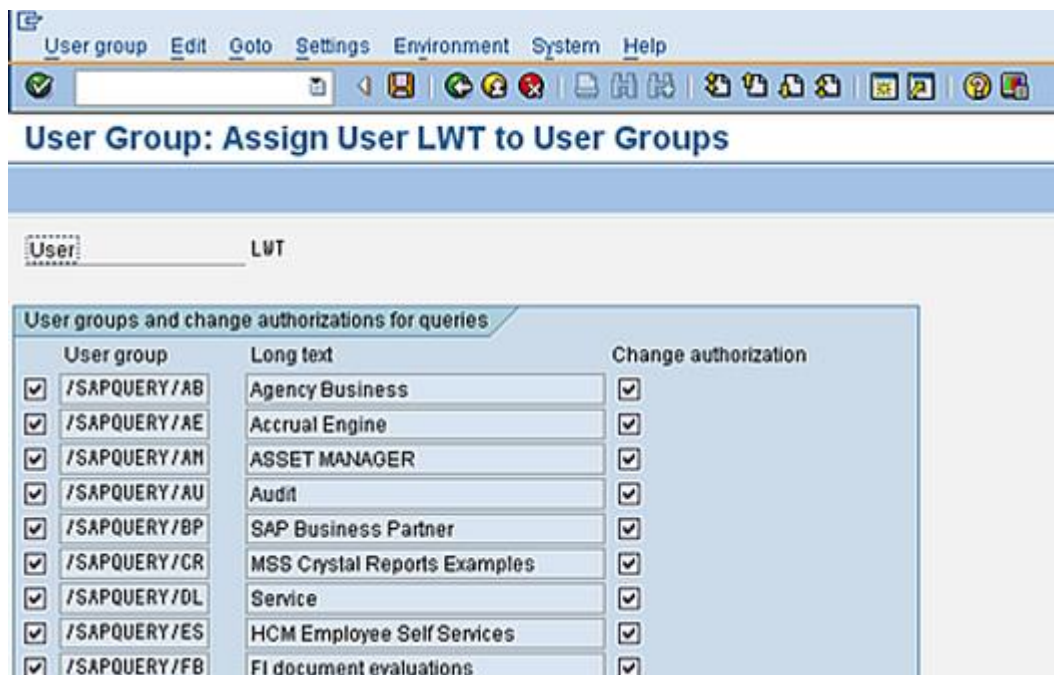 User group Edit Goto Settings Environment System Help
User Group: Assign User LWT to User Groups
User LWT
User groups and change authorizations for queries
User group Long text Change authorization
/SAPQUERY/AB Agency Business
/SAPQUERY/AE Accrual Engine
/SAPQUERY/AM ASSET MANAGER
/SAPQUERY/AU Audit
/SAPQUERY/BP SAP Business Partner
/SAPQUERY/CR MSS Crystal Reports Examples
/SAPQUERY/DL Service
/SAPQUERY/ES HCM Employee Self Services
/SAPQUERY/FB FI document evaluations